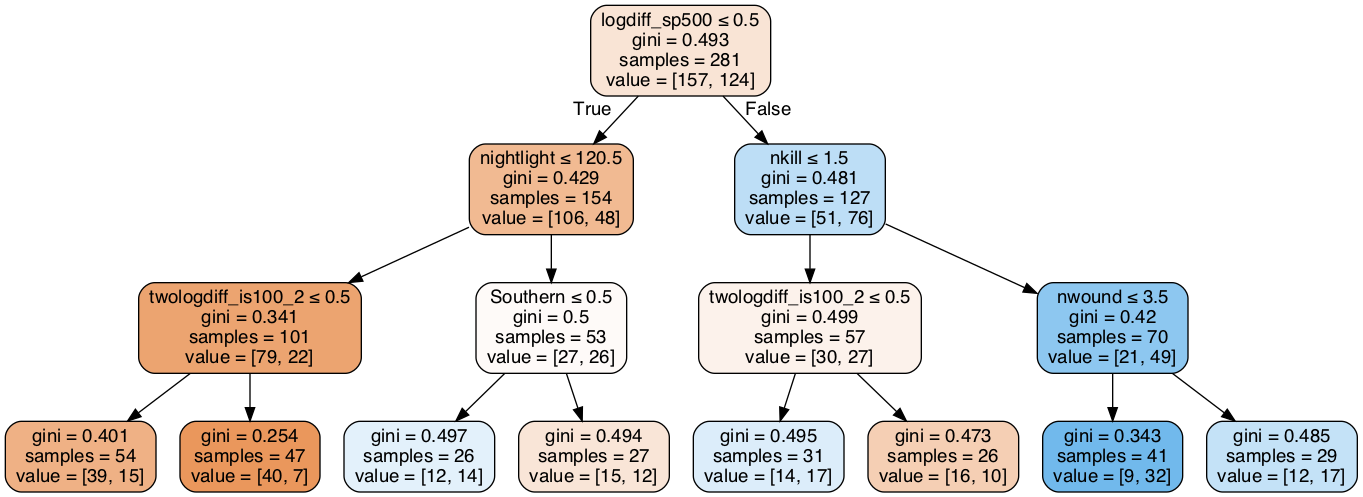 logdiff_sp500 ≤ 0.5
gini = 0.493
samples = 281
value = [157, 124]
True
False
nightlight ≤ 120.5
gini = 0.429
samples = 154
value = [106, 48]
nkill ≤ 1.5
gini = 0.481
samples = 127
value = [51, 76]
twologdiff_is100_2 ≤ 0.5
gini = 0.341
samples = 101
value = [79, 22]
Southern ≤ 0.5
gini = 0.5
samples = 53
value = [27, 26]
twologdiff_is100_2 ≤ 0.5
gini = 0.499
samples = 57
value = [30, 27]
nwound ≤ 3.5
gini = 0.42
samples = 70
value = [21, 49]
gini = 0.401
samples = 54
value = [39, 15]
gini = 0.254
samples = 47
value = [40, 7]
gini = 0.497
samples = 26
value = [12, 14]
gini = 0.494
samples = 27
value = [15, 12]
gini = 0.495
samples = 31
value = [14, 17]
gini = 0.473
samples = 26
value = [16, 10]
gini = 0.343
samples = 41
value = [9, 32]
gini = 0.485
samples = 29
value = [12, 17]